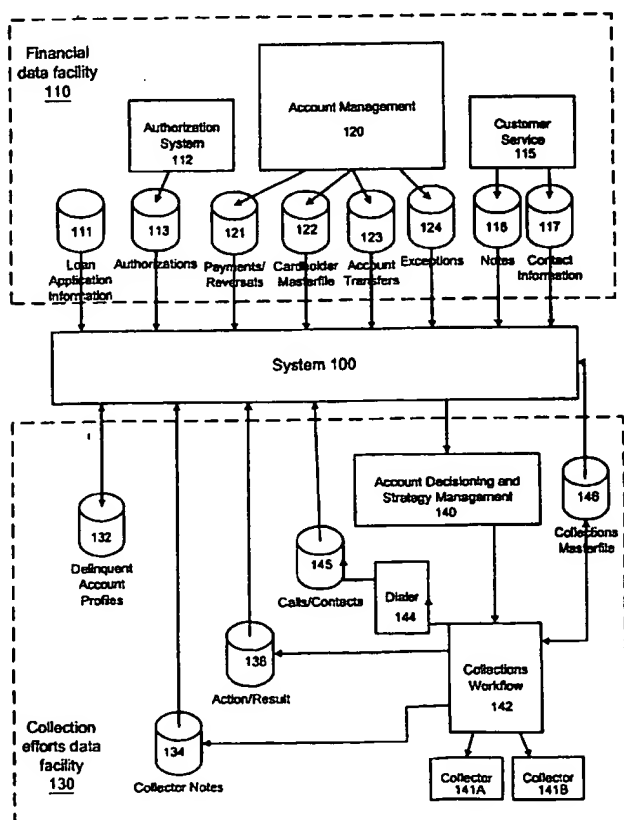 Financial
data facility
110
Authorization
System
112
Account Management
120
Customer
Service
115
111
113
121
122
123
124
116
117
Loan
Application
Information
Authorizations
Payments/
Reversals
Cardholder
Masterfile
Account
Transfers
Exceptions
Notes
Contact
Information
System 100
132
Delinquent
Account
Profiles
Account Decisioning and
Strategy Management
140
146
Collections
Masterfile
145
Calls/Contacts
Dialer
144
138
Action/Result
Collections
Workflow
142
134
Collector Notes
Collection
efforts data
facility
130
Collector
141A
Collector
141B